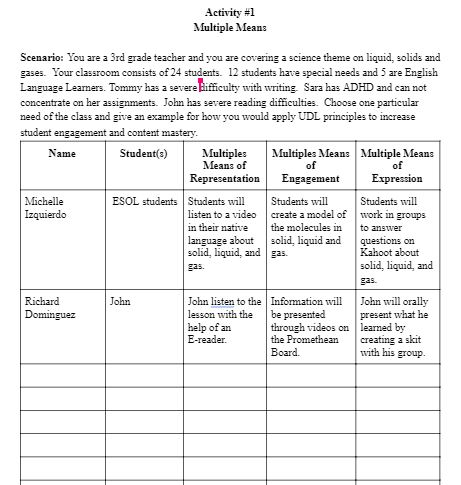 Activity #1
Multiple Means
Scenario: You are a 3rd grade teacher and you are covering a science theme on liquid, solids and
gases. Your classroom consists of 24 students. 12 students have special needs and 5 are English
Language Learners. Tommy has a severe difficulty with writing. Sara has ADHD and can not
concentrate on her assignments. John has severe reading difficulties. Choose one particular
need of the class and give an example for how you would apply UDL principles to increase
student engagement and content mastery.
Name
Student(s)
Multiples
Means of
Representation
Multiples Means
of
Engagement
Multiple Means
of
Expression
Michelle
Izquierdo
ESOL students
Students will
listen to a video
in their native
language about
solid, liquid, and
gas.
Students will
create a model of
the molecules in
solid, liquid and
gas.
Students will
work in groups
to answer
questions on
Kahoot about
solid, liquid, and
gas.
Richard
Dominguez
John
John listen to the
lesson with the
help of an
E-reader.
Information will
be presented
through videos on
the Promethean
Board.
John will orally
present what he
learned by
creating a skit
with his group.